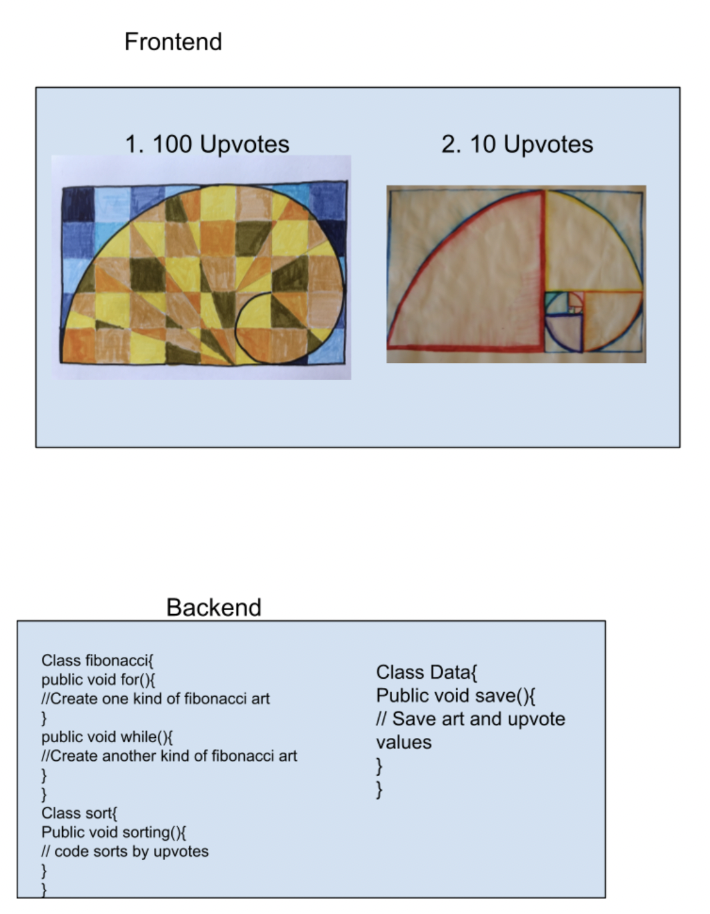 Frontend
1. 100 Upvotes
2. 10 Upvotes
Backend
Class fibonacci{
public void for(){
//Create one kind of fibonacci art
}
public void while(){
//Create another kind of fibonacci art
}
}
Class sort{
Public void sorting(){
// code sorts by upvotes
}
}
Class Data{
Public void save(){
// Save art and upvote
values
}
}